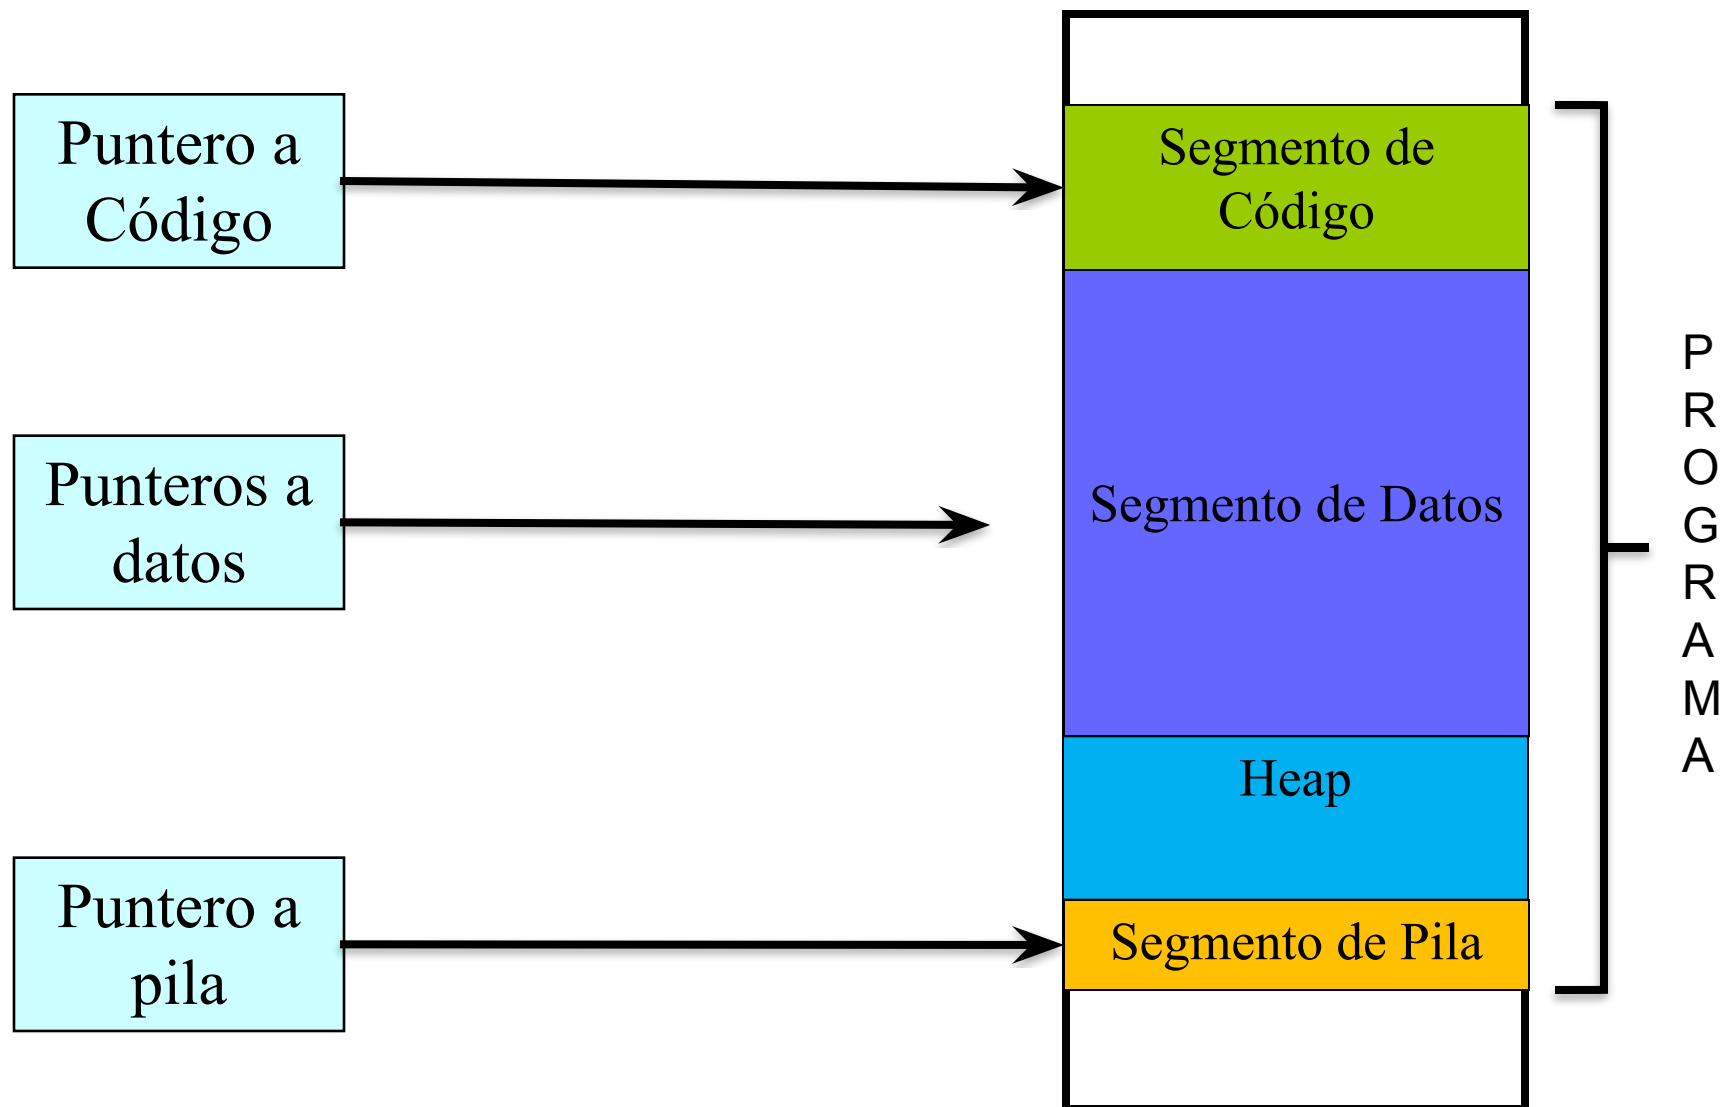 Puntero a
Código
Segmento de
Código
Punteros a
datos
Segmento de Datos
Heap
Puntero a
pila
Segmento de Pila
P
R
O
G
R
A
M
A